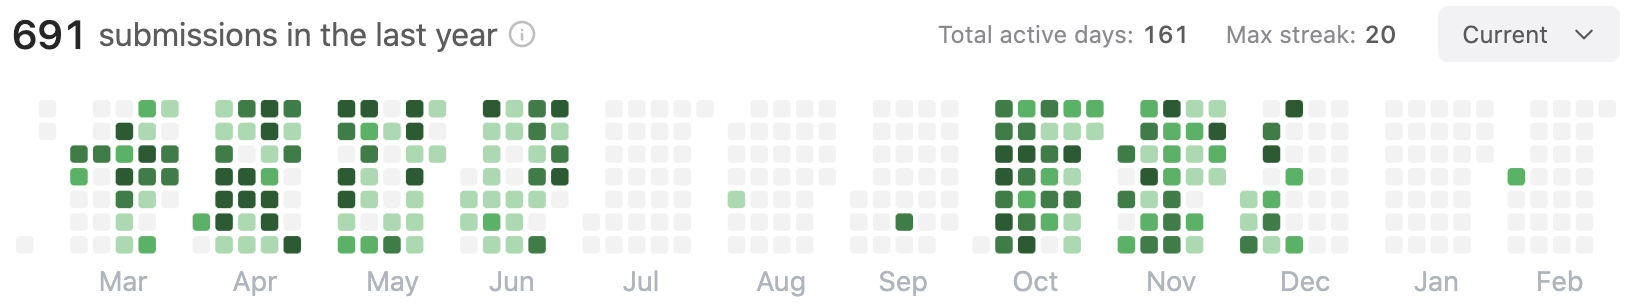 691 submissions in the last year
Total active days: 161 Max streak: 20 Current
Mar Apr May Jun Jul Aug Sep Oct Nov Dec Jan Feb